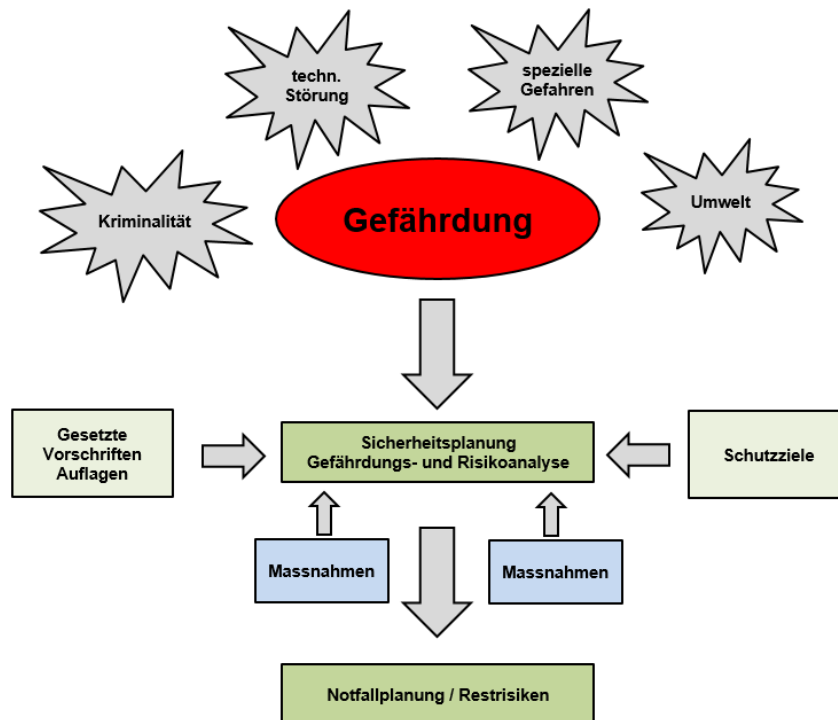 techn.
Störung
spezielle
Gefahren
Kriminalität
Gefährdung
Umwelt
Gesetzte
Vorschriften
Auflagen
Sicherheitsplanung
Gefährdungs- und Risikoanalyse
Schutzziele
Massnahmen
Massnahmen
Notfallplanung / Restrisiken